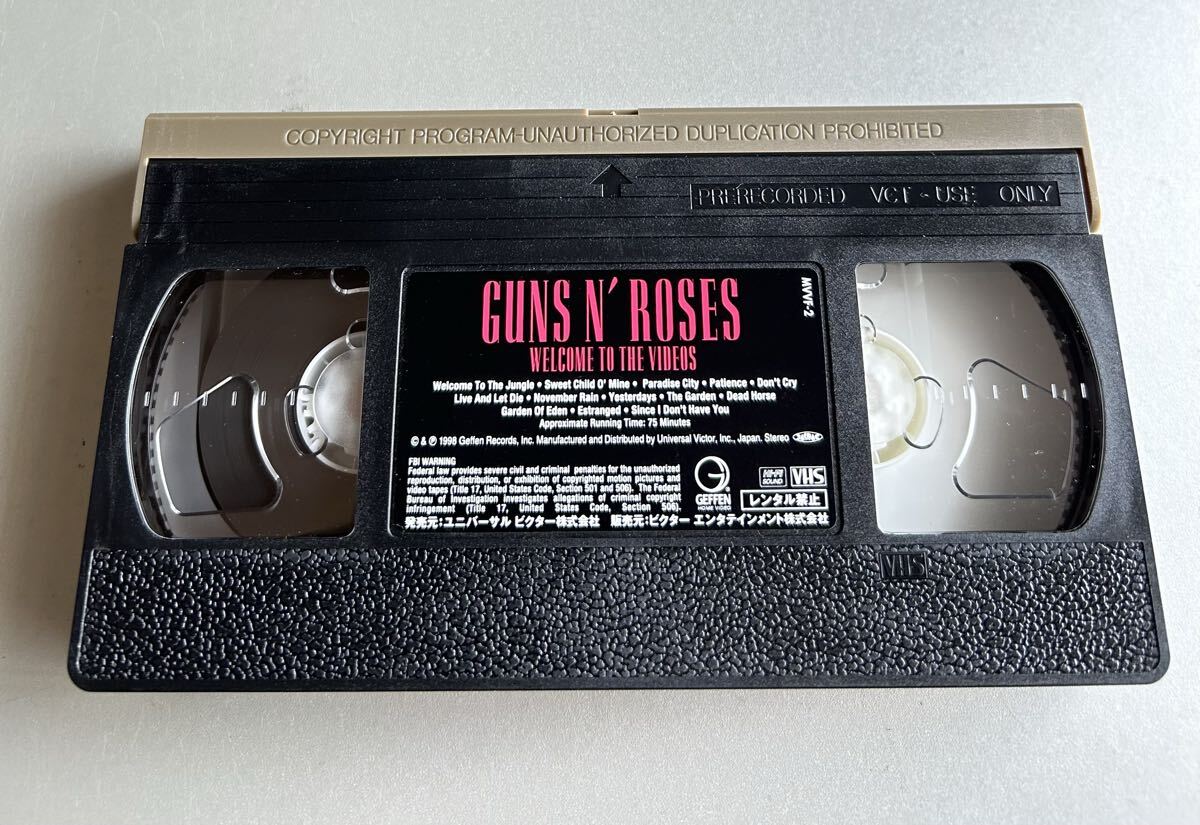 COPYRIGHT PROGRAM-UNAUTHORIZED DUPLICATION PROHIBITED
PRERECORDED VCT - USE ONLY
GUNS N' ROSES
WELCOME TO THE VIDEOS
MVVF-2
Welcome To The Jungle • Sweet Child O' Mine • Paradise City • Patience • Don't Cry
Live And Let Die • November Rain • Yesterdays • The Garden • Dead Horse
Garden Of Eden • Estranged • Since I Don't Have You
Approximate Running Time: 75 Minutes
© & ℗ 1998 Geffen Records, Inc. Manufactured and Distributed by Universal Victor, Inc., Japan. Stereo
FBI WARNING
Federal law provides severe civil and criminal penalties for the unauthorized
reproduction, distribution, or exhibition of copyrighted motion pictures and
video tapes (Title 17, United States Code, Section 501 and 506). The Federal
Bureau of Investigation investigates allegations of criminal copyright
infringement (Title 17, United States Code, Section 506).
GEFFEN
HOME VIDEO
HI-FI
SOUND
VHS
レンタル禁止
発売元:ユニバーサル ビクター株式会社 販売元:ビクター エンタテインメント株式会社
VHS